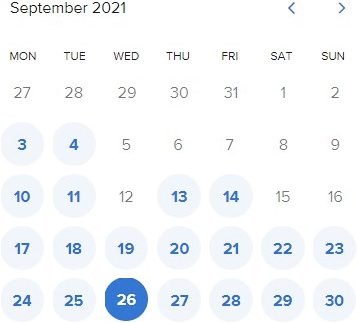 September 2021
MON TUE WED THU FRI SAT SUN
27 28 29 30 31 1 2
3 4 5 6 7 8 9
10 11 12 13 14 15 16
17 18 19 20 21 22 23
24 25 26 27 28 29 30